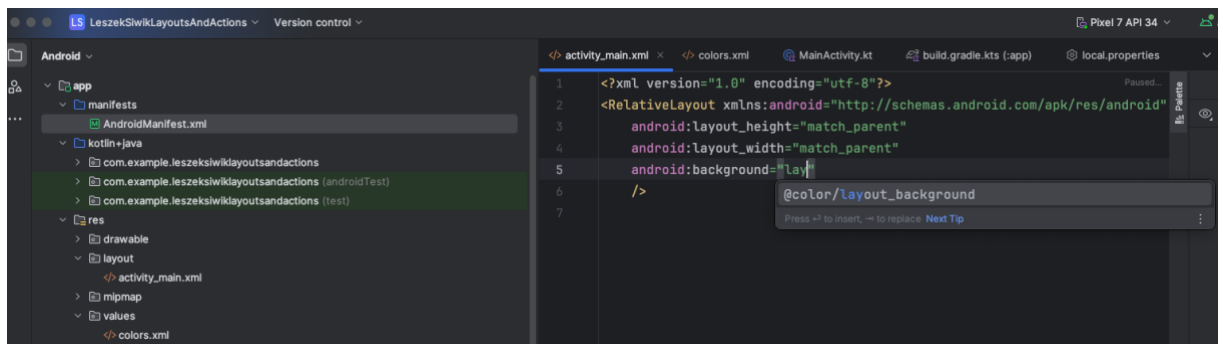 LS LeszekSiwikLayoutsAndActions Version control Pixel 7 API 34
Android
activity_main.xml colors.xml MainActivity.kt build.gradle.kts (:app) local.properties
app
manifests
AndroidManifest.xml
kotlin+java
com.example.leszeksiwiklayoutsandactions
com.example.leszeksiwiklayoutsandactions (androidTest)
com.example.leszeksiwiklayoutsandactions (test)
res
drawable
layout
activity_main.xml
mipmap
values
colors.xml
1 <?xml version="1.0" encoding="utf-8"?>
Paused...
2 <RelativeLayout xmlns:android="http://schemas.android.com/apk/res/android"
3 android:layout_height="match_parent"
4 android:layout_width="match_parent"
5 android:background="lay"
6 />
7
@color/layout_background
Press ↩ to insert, ⇥ to replace Next Tip
Palette